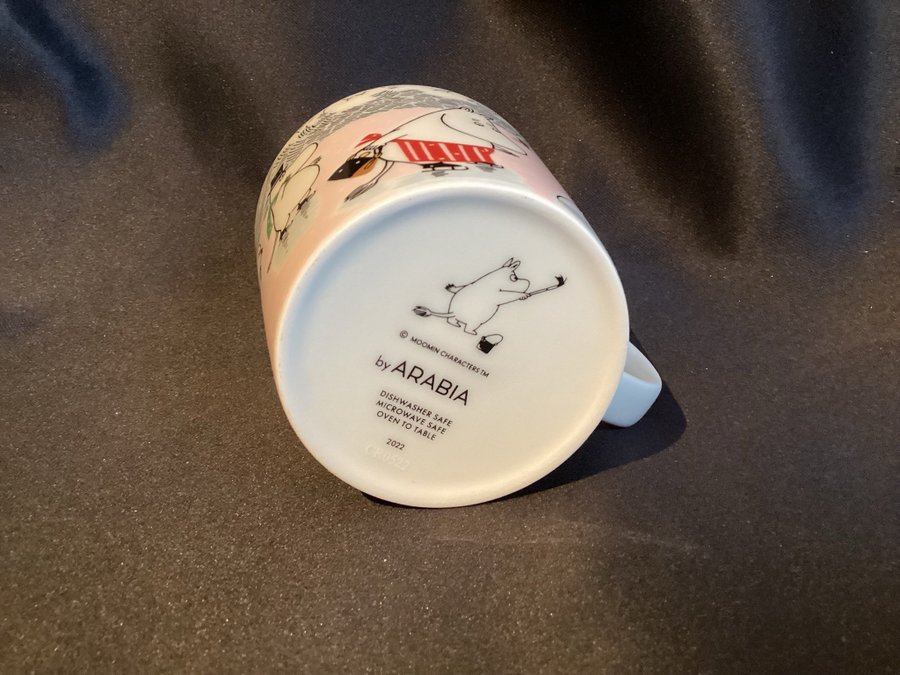 © MOOMIN CHARACTERS™
by ARABIA
DISHWASHER SAFE
MICROWAVE SAFE
OVEN TO TABLE
2022